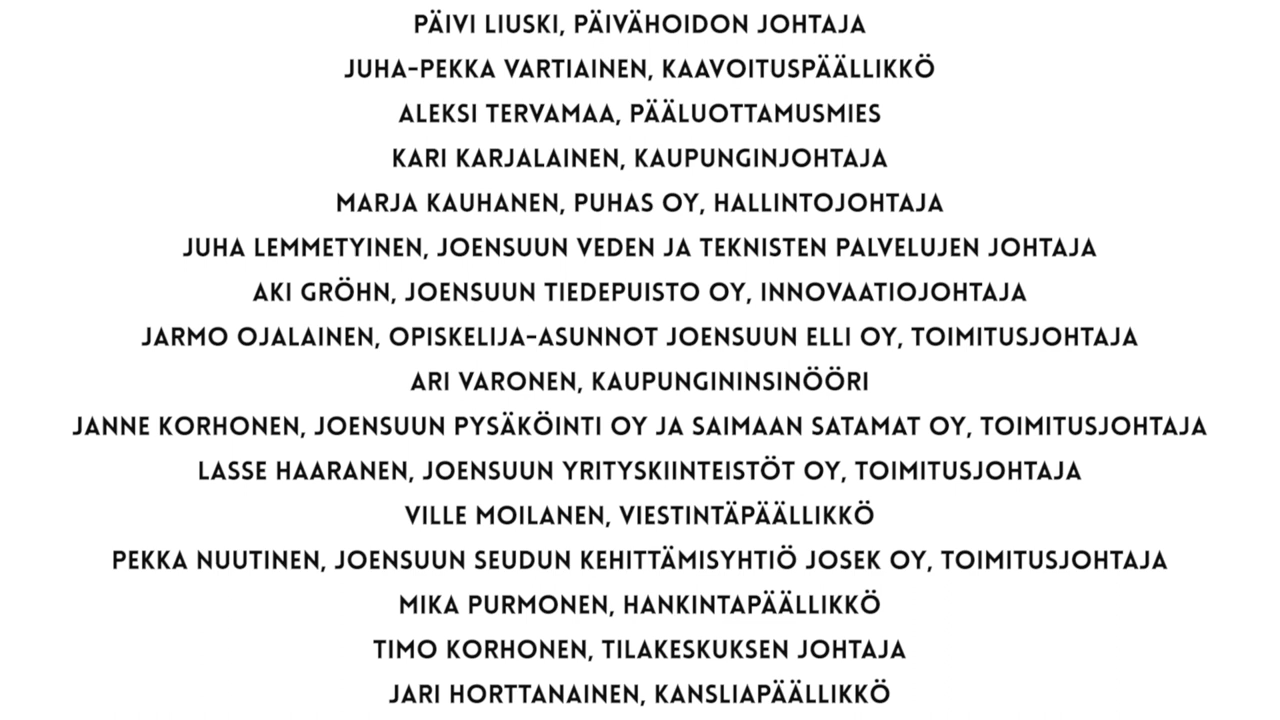 PÄIVI LIUSKI, PÄIVÄHOIDON JOHTAJA
JUHA-PEKKA VARTIAINEN, KAAVOITUSPÄÄLLIKKÖ
ALEKSI TERVAMAA, PÄÄLUOTTAMUSMIES
KARI KARJALAINEN, KAUPUNGINJOHTAJA
MARJA KAUHANEN, PUHAS OY, HALLINTOJOHTAJA
JUHA LEMMETYINEN, JOENSUUN VEDEN JA TEKNISTEN PALVELUJEN JOHTAJA
AKI GRÖHN, JOENSUUN TIEDEPUISTO OY, INNOVAATIOJOHTAJA
JARMO OJALAINEN, OPISKELIJA-ASUNNOT JOENSUUN ELLI OY, TOIMITUSJOHTAJA
ARI VARONEN, KAUPUNGININSINÖÖRI
JANNE KORHONEN, JOENSUUN PYSÄKÖINTI OY JA SAIMAAN SATAMAT OY, TOIMITUSJOHTAJA
LASSE HAARANEN, JOENSUUN YRITYSKIINTEISTÖT OY, TOIMITUSJOHTAJA
VILLE MOILANEN, VIESTINTÄPÄÄLLIKKÖ
PEKKA NUUTINEN, JOENSUUN SEUDUN KEHITTÄMISYHTIÖ JOSEK OY, TOIMITUSJOHTAJA
MIKA PURMONEN, HANKINTAPÄÄLLIKKÖ
TIMO KORHONEN, TILAKESKUKSEN JOHTAJA
JARI HORTTANAINEN, KANSLIAPÄÄLLIKKÖ